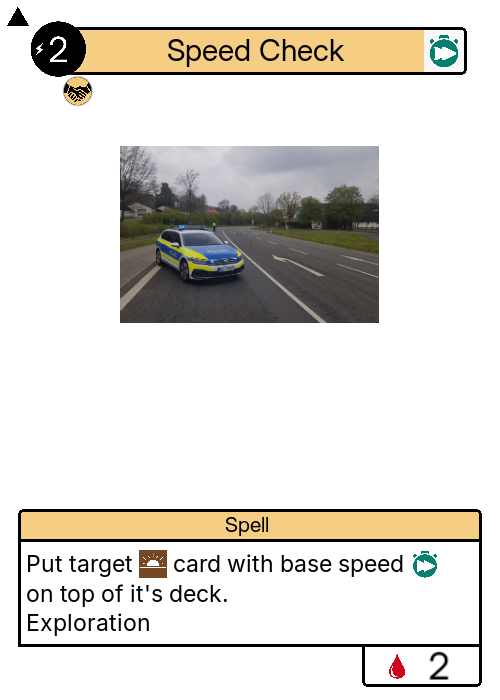 2
Speed Check
Spell
Put target card with base speed
on top of it's deck.
Exploration
2